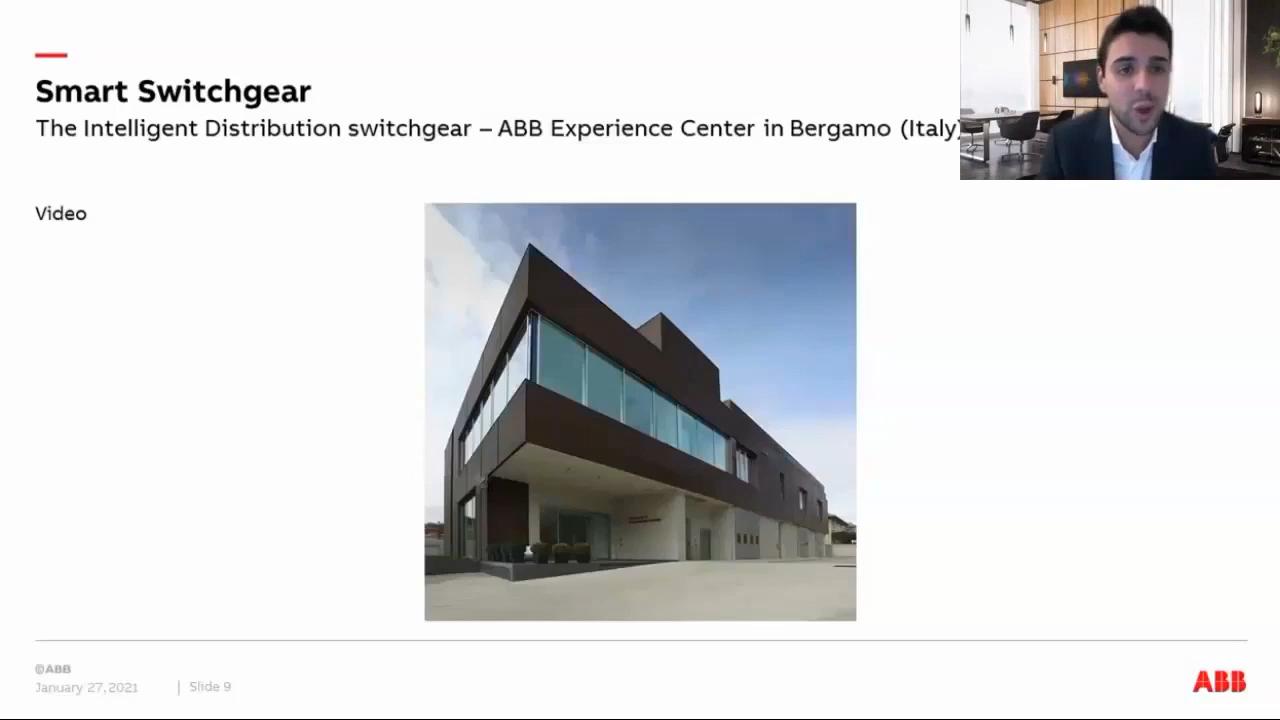 Smart Switchgear
The Intelligent Distribution switchgear – ABB Experience Center in Bergamo (Italy)
Video
©ABB
January 27, 2021 | Slide 9
ABB